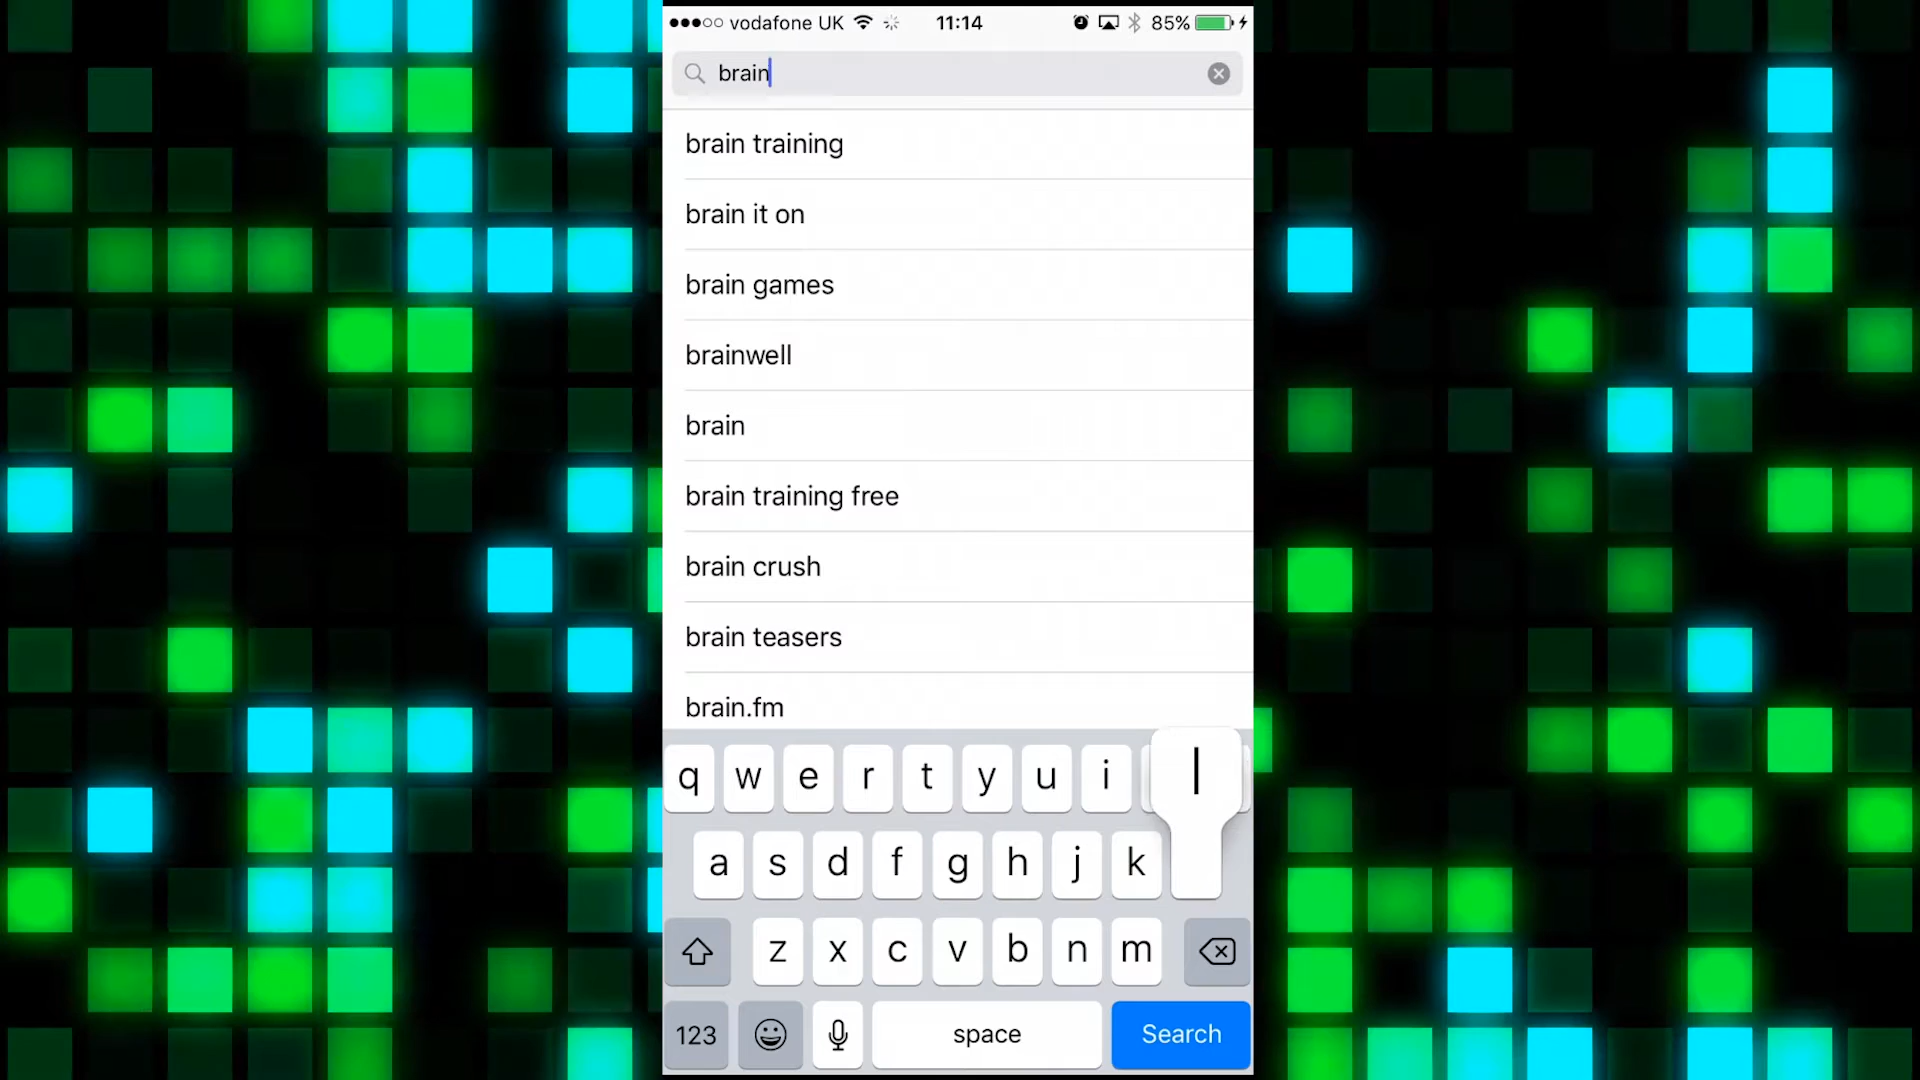 vodafone UK 11:14 85%
brain
brain training
brain it on
brain games
brainwell
brain
brain training free
brain crush
brain teasers
brain.fm
q w e r t y u i l
a s d f g h j k
z x c v b n m
123 space Search